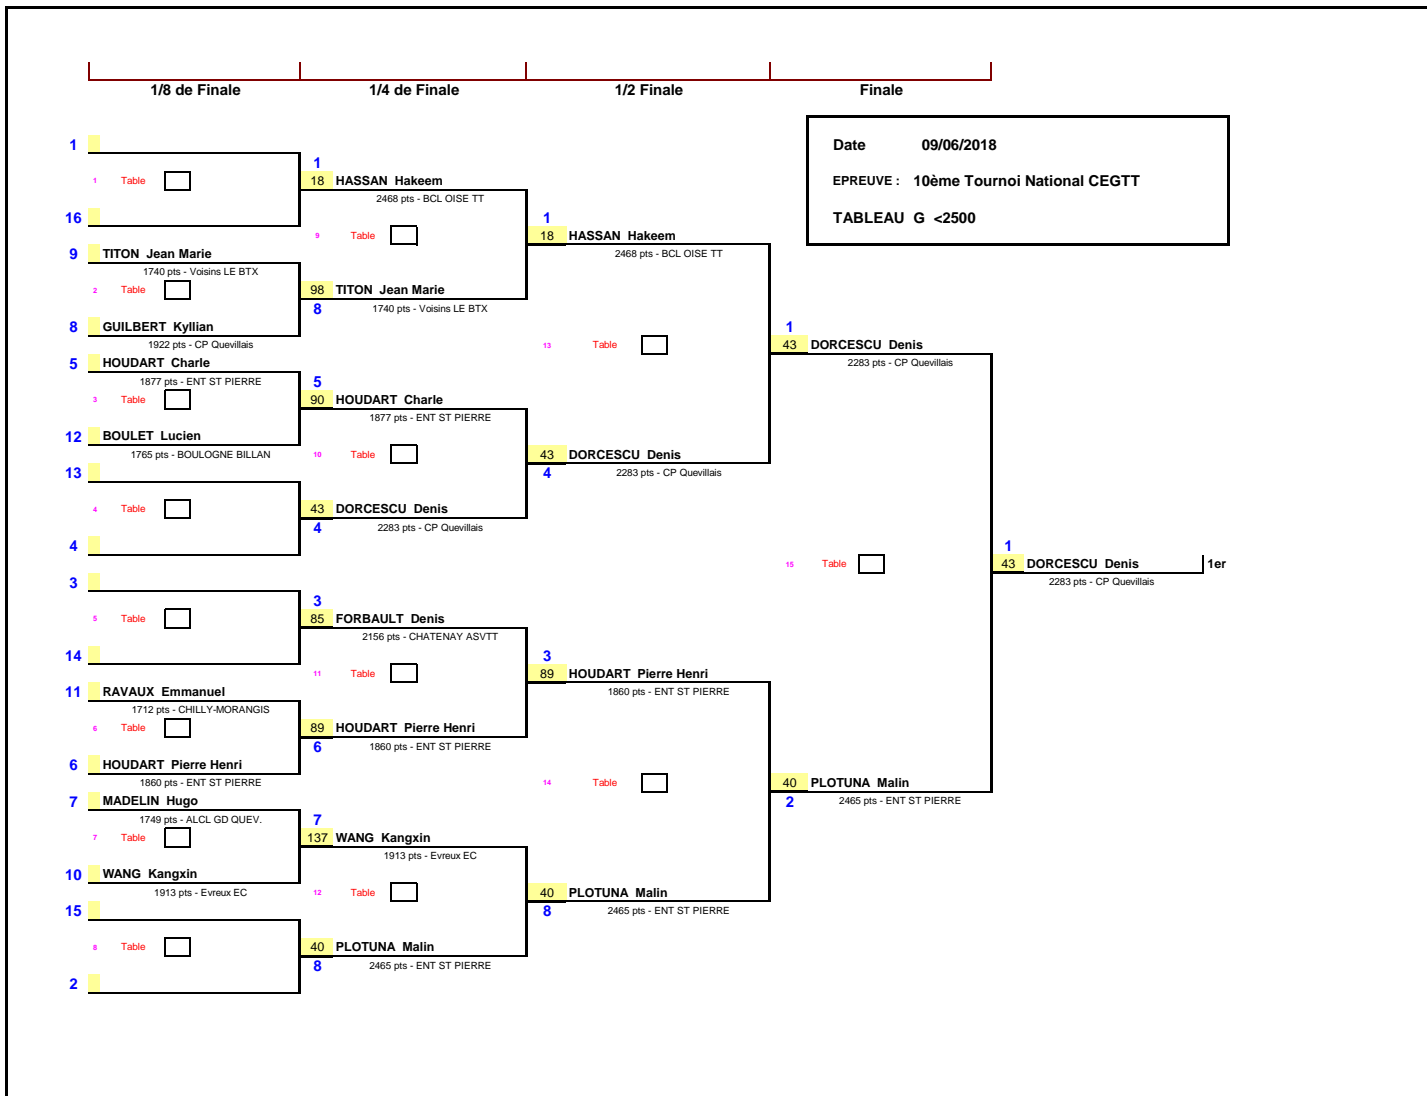 1/8 de Finale 1/4 de Finale 1/2 Finale Finale
Date 09/06/2018
EPREUVE : 10ème Tournoi National CEGTT
TABLEAU G <2500
1
1 Table
16
9 TITON Jean Marie
1740 pts - Voisins LE BTX
2 Table
8 GUILBERT Kyllian
1922 pts - CP Quevillais
5 HOUDART Charle
1877 pts - ENT ST PIERRE
3 Table
12 BOULET Lucien
1765 pts - BOULOGNE BILLAN
13
4 Table
4
3
5 Table
14
11 RAVAUX Emmanuel
1712 pts - CHILLY-MORANGIS
6 Table
6 HOUDART Pierre Henri
1860 pts - ENT ST PIERRE
7 MADELIN Hugo
1749 pts - ALCL GD QUEV.
7 Table
10 WANG Kangxin
1913 pts - Evreux EC
15
8 Table
2
1
18 HASSAN Hakeem
2468 pts - BCL OISE TT
9 Table
98 TITON Jean Marie
8
1740 pts - Voisins LE BTX
5
90 HOUDART Charle
1877 pts - ENT ST PIERRE
10 Table
43 DORCESCU Denis
4
2283 pts - CP Quevillais
3
85 FORBAULT Denis
2156 pts - CHATENAY ASVTT
11 Table
89 HOUDART Pierre Henri
6
1860 pts - ENT ST PIERRE
7
137 WANG Kangxin
1913 pts - Evreux EC
12 Table
40 PLOTUNA Malin
8
2465 pts - ENT ST PIERRE
1
18 HASSAN Hakeem
2468 pts - BCL OISE TT
13 Table
43 DORCESCU Denis
4
2283 pts - CP Quevillais
3
89 HOUDART Pierre Henri
1860 pts - ENT ST PIERRE
14 Table
40 PLOTUNA Malin
8
2465 pts - ENT ST PIERRE
1
43 DORCESCU Denis
2283 pts - CP Quevillais
15 Table
40 PLOTUNA Malin
2
2465 pts - ENT ST PIERRE
1
43 DORCESCU Denis 1er
2283 pts - CP Quevillais